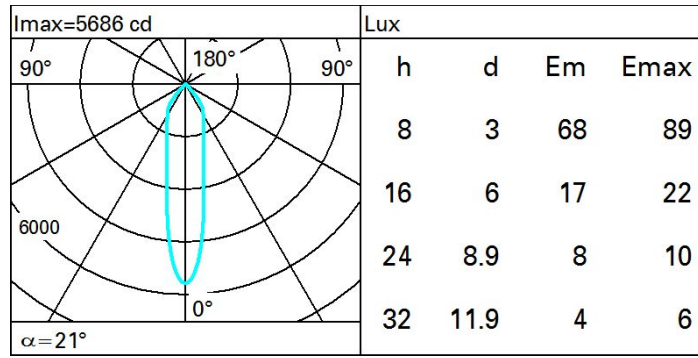 Imax=5686 cd
Lux
90° 180° 90°
6000
0°
α=21°
h d Em Emax
8 3 68 89
16 6 17 22
24 8.9 8 10
32 11.9 4 6